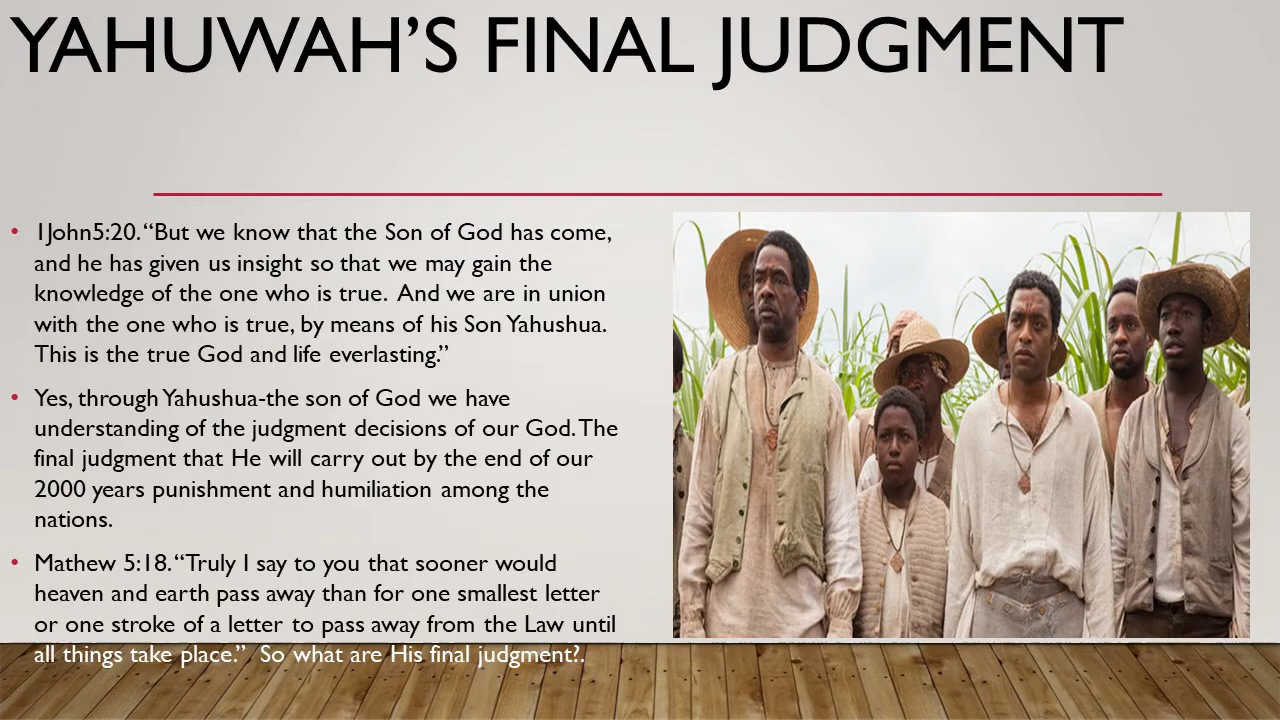 YAHUWAH’S FINAL JUDGMENT
• 1John5:20. “But we know that the Son of God has come,
and he has given us insight so that we may gain the
knowledge of the one who is true.  And we are in union
with the one who is true, by means of his Son Yahushua.
This is the true God and life everlasting.”
• Yes, through Yahushua-the son of God we have
understanding of the judgment decisions of our God. The
final judgment that He will carry out by the end of our
2000 years punishment and humiliation among the
nations.
• Mathew 5:18. “Truly I say to you that sooner would
heaven and earth pass away than for one smallest letter
or one stroke of a letter to pass away from the Law until
all things take place.”  So what are His final judgment?.